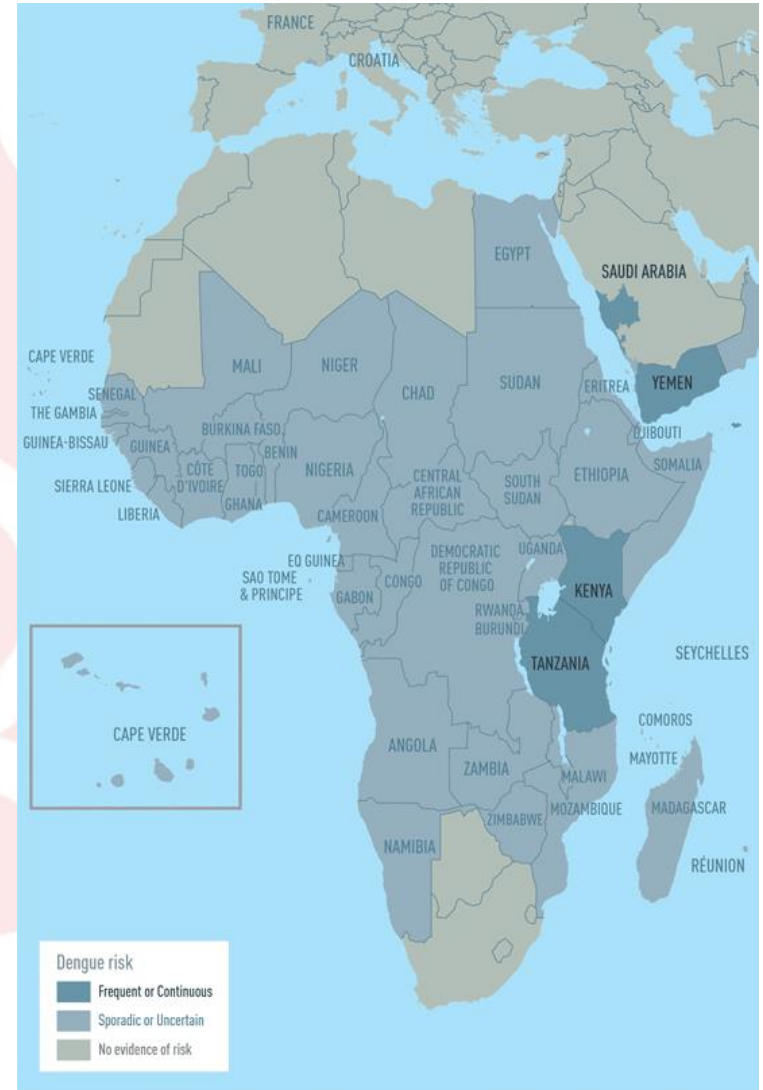 FRANCE
CROATIA
EGYPT
SAUDI ARABIA
CAPE VERDE
MALI
NIGER
CHAD
SUDAN
ERITREA
YEMEN
SENEGAL
THE GAMBIA
BURKINA FASO
DJIBOUTI
GUINEA-BISSAU
GUINEA
BENIN
NIGERIA
CÔTE
D'IVOIRE
TOGO
SIERRA LEONE
GHANA
LIBERIA
CENTRAL
AFRICAN
REPUBLIC
SOUTH
SUDAN
ETHIOPIA
SOMALIA
CAMEROON
EQ GUINEA
SAO TOME
& PRINCIPE
GABON
CONGO
DEMOCRATIC
REPUBLIC
OF CONGO
UGANDA
KENYA
RWANDA
BURUNDI
TANZANIA
SEYCHELLES
CAPE VERDE
COMOROS
ANGOLA
ZAMBIA
MALAWI
MAYOTTE
MOZAMBIQUE
MADAGASCAR
ZIMBABWE
NAMIBIA
RÉUNION
Dengue risk
Frequent or Continuous
Sporadic or Uncertain
No evidence of risk